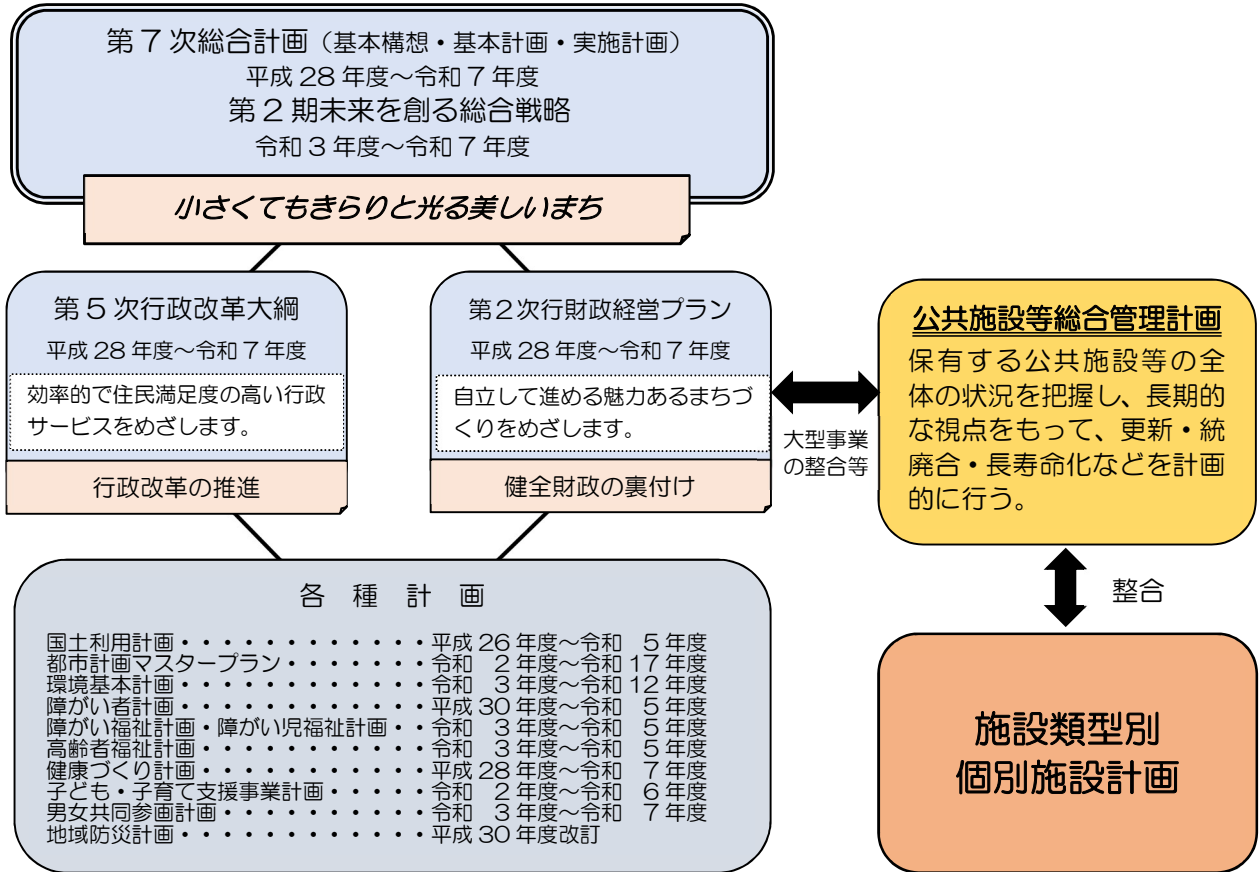 第７次総合計画（基本構想・基本計画・実施計画）
平成 28 年度～令和 7 年度
第２期未来を創る総合戦略
令和 3 年度～令和 7 年度
小さくてもきらりと光る美しいまち
第５次行政改革大綱
平成 28 年度～令和 7 年度
効率的で住民満足度の高い行政
サービスをめざします。
行政改革の推進
第２次行財政経営プラン
平成 28 年度～令和 7 年度
自立して進める魅力あるまちづ
くりをめざします。
健全財政の裏付け
大型事業
の整合等
公共施設等総合管理計画
保有する公共施設等の全
体の状況を把握し、長期的
な視点をもって、更新・統
廃合・長寿命化などを計画
的に行う。
整合
施設類型別
個別施設計画
各　種　計　画
国土利用計画・・・・・・・・・・・・・平成 26 年度～令和　5 年度
都市計画マスタープラン・・・・・・・・令和　2 年度～令和 17 年度
環境基本計画・・・・・・・・・・・・・令和　3 年度～令和 12 年度
障がい者計画・・・・・・・・・・・・・平成 30 年度～令和　5 年度
障がい福祉計画・障がい児福祉計画・・令和　3 年度～令和　5 年度
高齢者福祉計画・・・・・・・・・・・・令和　3 年度～令和　5 年度
健康づくり計画・・・・・・・・・・・・平成 28 年度～令和　7 年度
子ども・子育て支援事業計画・・・・・令和　2 年度～令和　6 年度
男女共同参画計画・・・・・・・・・・・令和　3 年度～令和　7 年度
地域防災計画・・・・・・・・・・・・・平成 30 年度改訂